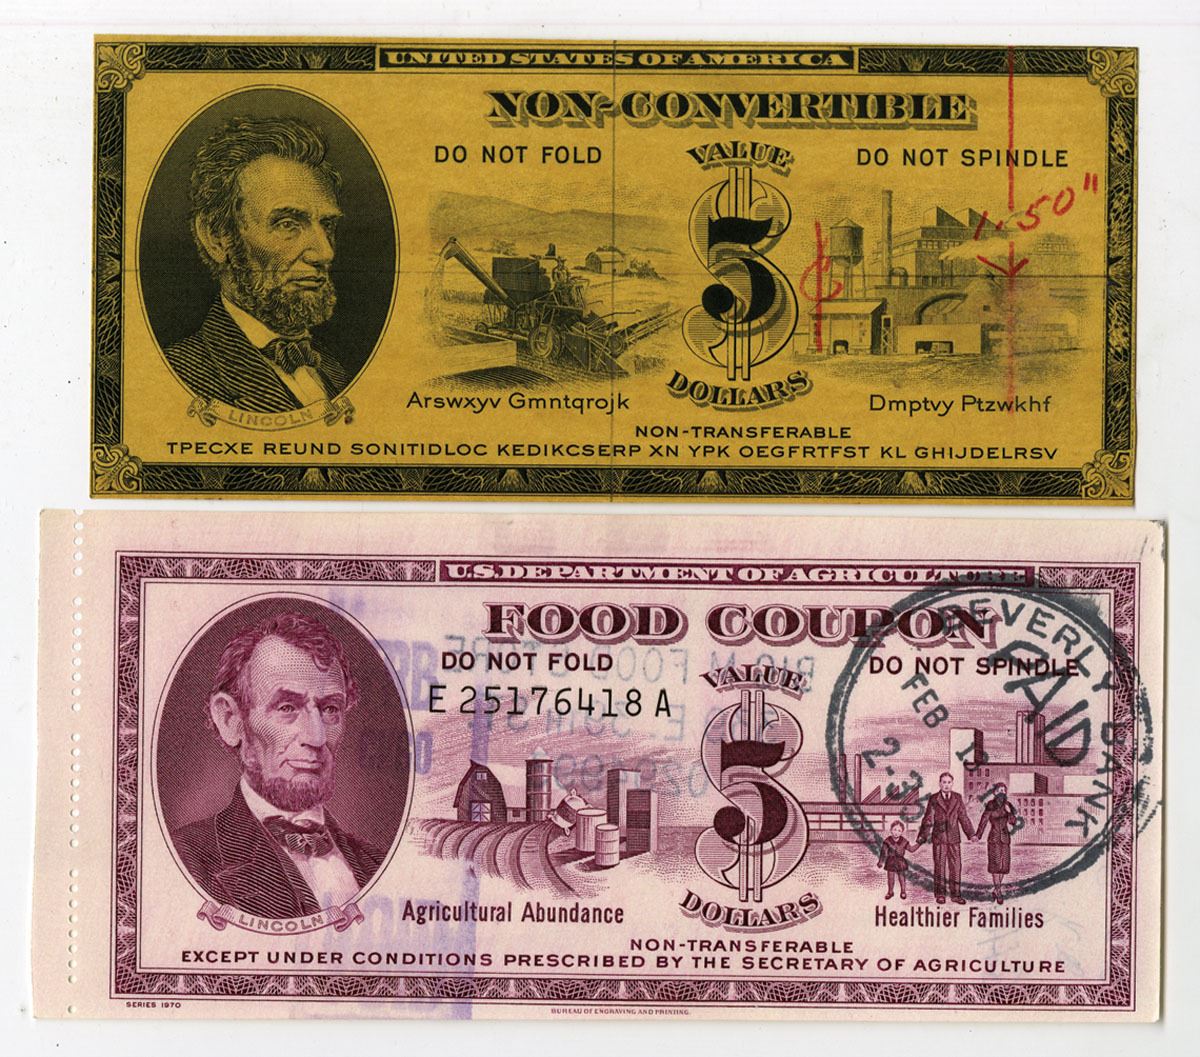 UNITED STATES OF AMERICA
NON-CONVERTIBLE
DO NOT FOLD
VALUE
DO NOT SPINDLE
1.50"
5
LINCOLN
DOLLARS
Arswxyv Gmntqrojk
Dmptvy Ptzwkhf
NON-TRANSFERABLE
TPECXE REUND SONITIDLOC KEDIKCSERP XN YPK OEGFRTFST KL GHIJDELRSV
U.S. DEPARTMENT OF AGRICULTURE
FOOD COUPON
DO NOT FOLD
VALUE
DO NOT SPINDLE
E 25176418 A
5
BEVERLY BANK
PAID
FEB
LINCOLN
DOLLARS
Agricultural Abundance
Healthier Families
NON-TRANSFERABLE
EXCEPT UNDER CONDITIONS PRESCRIBED BY THE SECRETARY OF AGRICULTURE
SERIES 1970
BUREAU OF ENGRAVING AND PRINTING.